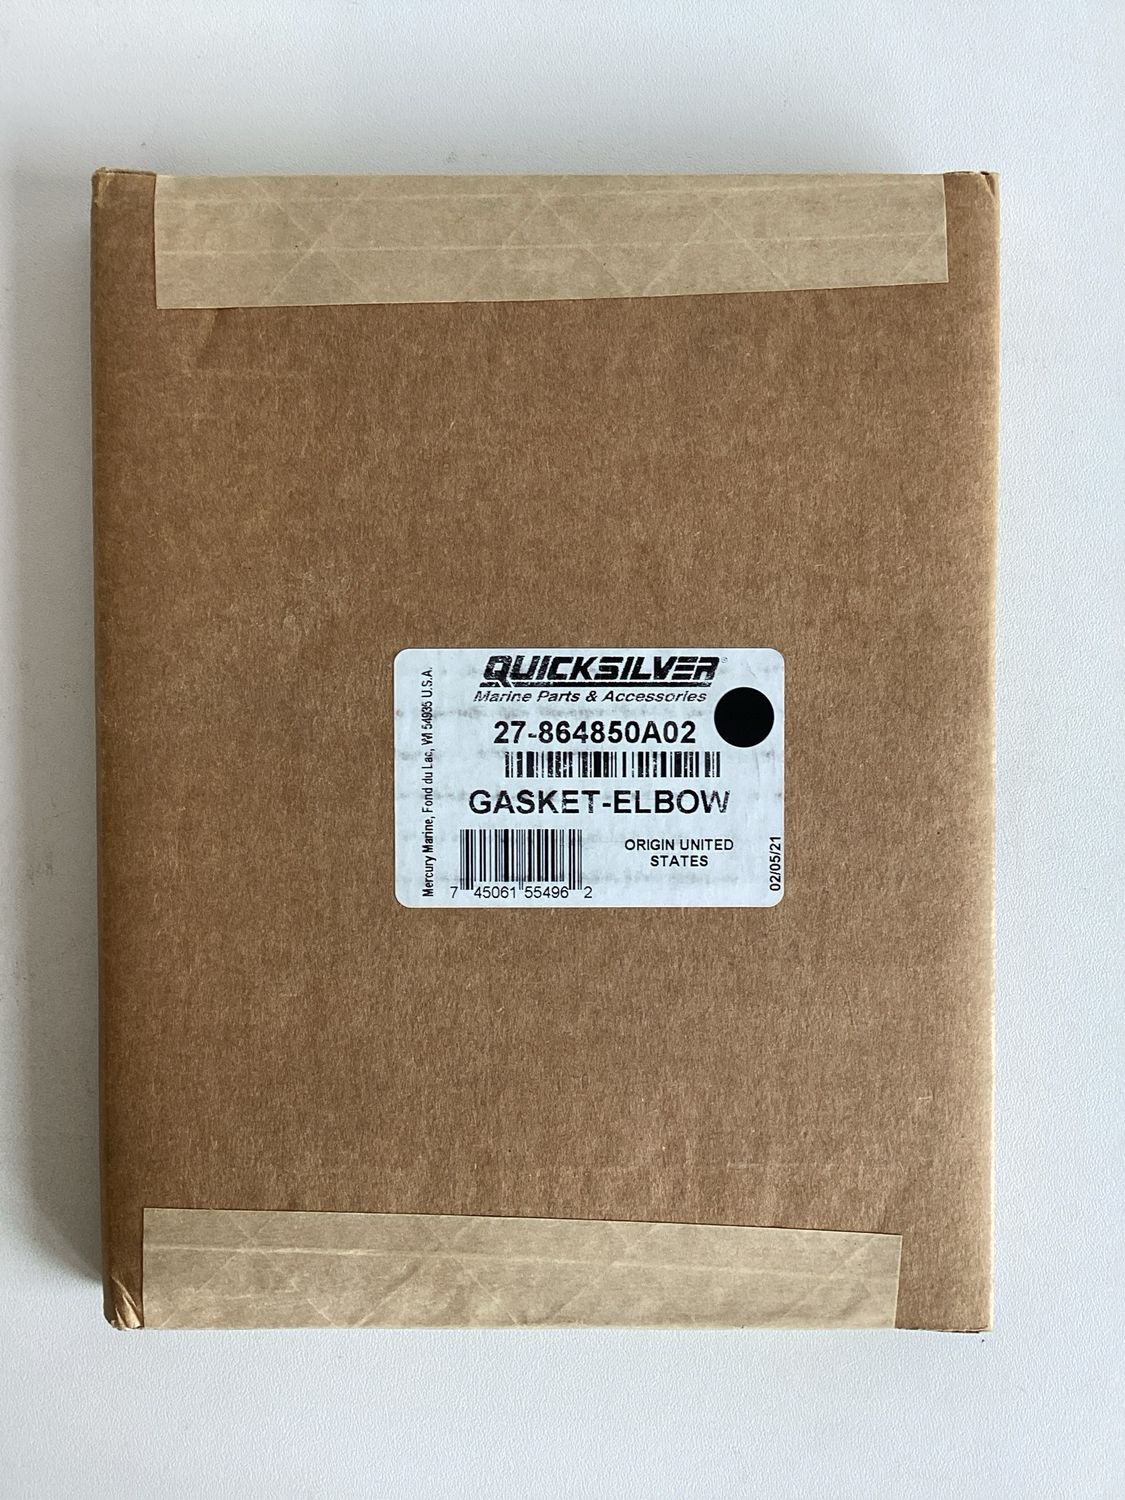 QUICKSILVER
Marine Parts & Accessories
27-864850A02
GASKET-ELBOW
ORIGIN UNITED
STATES
7 45061 55496 2
Mercury Marine, Fond du Lac, WI 54935 U.S.A.
02/05/21